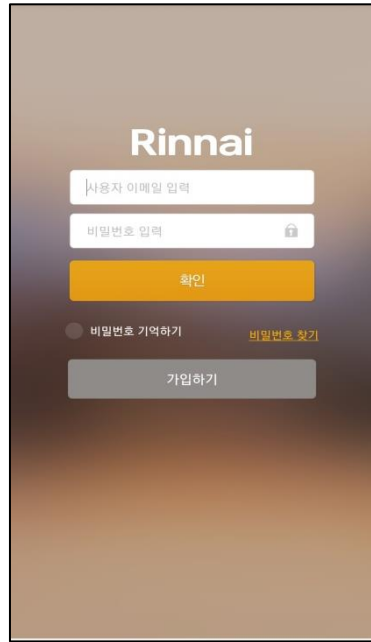 Rinnai
사용자 이메일 입력
비밀번호 입력
확인
비밀번호 기억하기 비밀번호 찾기
가입하기